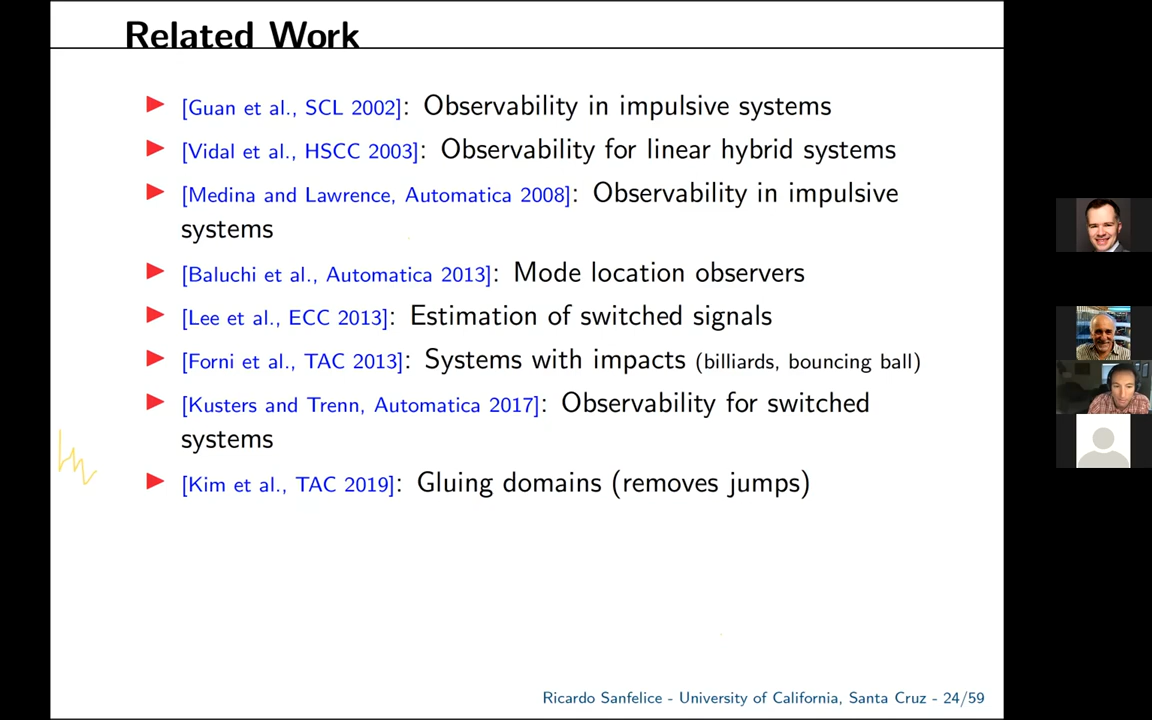 Related Work
[Guan et al., SCL 2002]: Observability in impulsive systems
[Vidal et al., HSCC 2003]: Observability for linear hybrid systems
[Medina and Lawrence, Automatica 2008]: Observability in impulsive
systems
[Baluchi et al., Automatica 2013]: Mode location observers
[Lee et al., ECC 2013]: Estimation of switched signals
[Forni et al., TAC 2013]: Systems with impacts (billiards, bouncing ball)
[Kusters and Trenn, Automatica 2017]: Observability for switched
systems
[Kim et al., TAC 2019]: Gluing domains (removes jumps)
Ricardo Sanfelice - University of California, Santa Cruz - 24/59